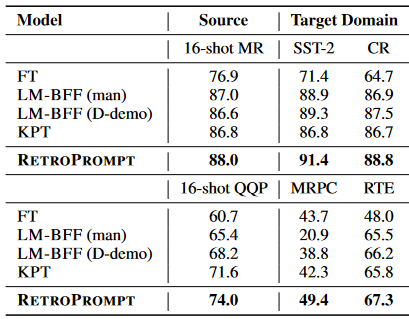 Model Source Target Domain
16-shot MR SST-2 CR
FT 76.9 71.4 64.7
LM-BFF (man) 87.0 88.9 86.9
LM-BFF (D-demo) 86.6 89.3 87.5
KPT 86.8 86.8 86.7
RETROPROMPT 88.0 91.4 88.8
16-shot QQP MRPC RTE
FT 60.7 43.7 48.0
LM-BFF (man) 65.4 20.9 65.5
LM-BFF (D-demo) 68.2 38.8 66.2
KPT 71.6 42.3 65.8
RETROPROMPT 74.0 49.4 67.3